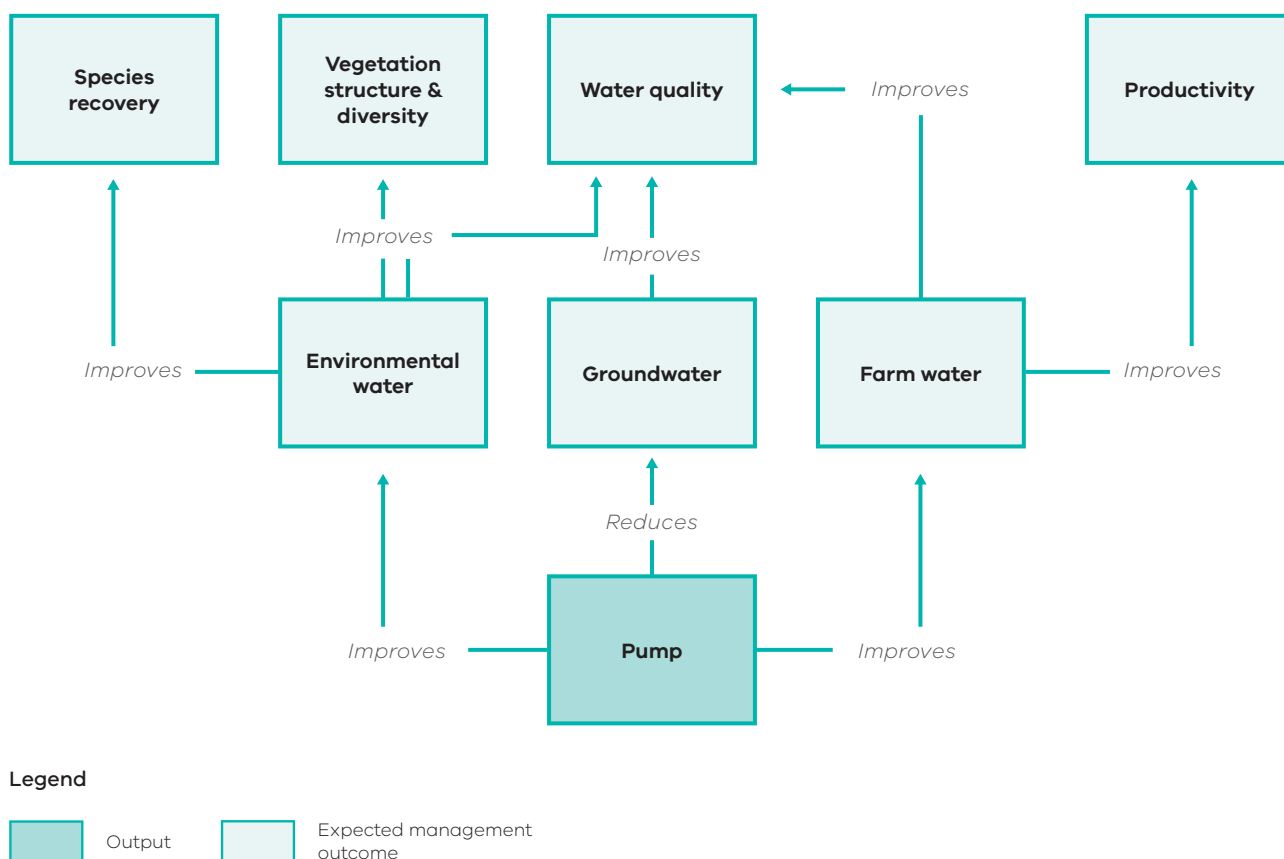 Species
recovery
Vegetation
structure &
diversity
Water quality
Improves
Productivity
Improves
Improves
Improves
Environmental
water
Groundwater
Farm water
Improves
Reduces
Improves
Pump
Improves
Legend
Output
Expected management
outcome